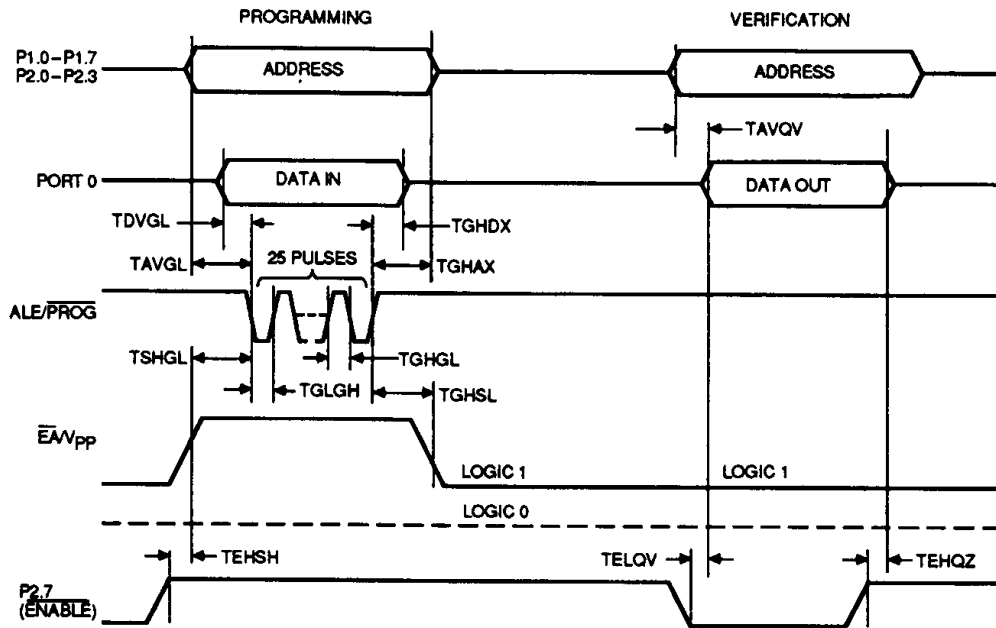 PROGRAMMING
VERIFICATION
P1.0–P1.7
P2.0–P2.3
ADDRESS
ADDRESS
TAVQV
PORT 0
DATA IN
DATA OUT
TDVGL
TGHDX
25 PULSES
TAVGL
TGHAX
ALE/PROG
TSHGL
TGHGL
TGLGH
TGHSL
EA/VPP
LOGIC 1
LOGIC 1
LOGIC 0
TEHSH
TELQV
TEHQZ
P2.7
(ENABLE)